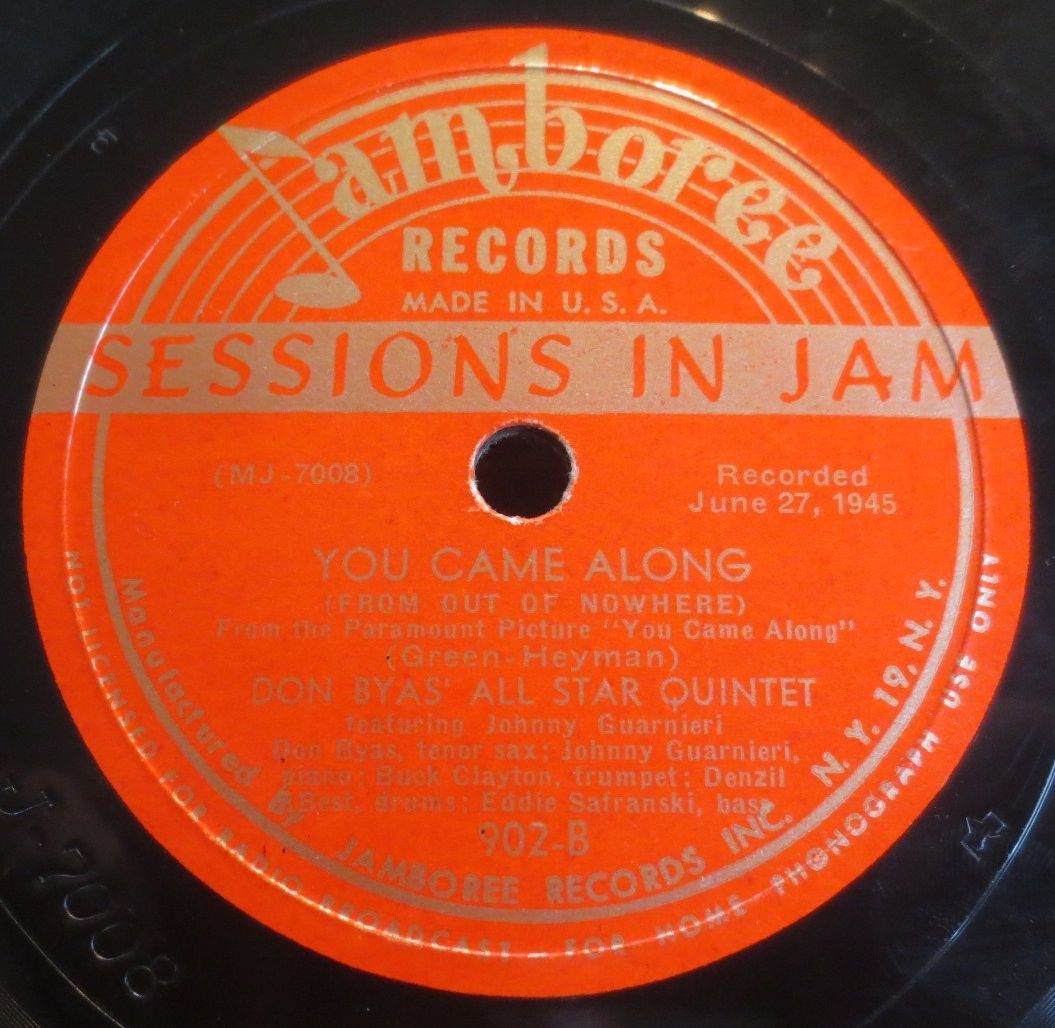 Jamboree
RECORDS
MADE IN U. S. A.
SESSIONS IN JAM
(MJ-7008)
Recorded
June 27, 1945
YOU CAME ALONG
(FROM OUT OF NOWHERE)
From the Paramount Picture "You Came Along"
(Green-Heyman)
DON BYAS' ALL STAR QUINTET
featuring Johnny Guarnieri
Don Byas, tenor sax; Johnny Guarnieri,
piano; Buck Clayton, trumpet; Denzil
Best, drums; Eddie Safranski, bass
902-B
Manufactured By JAMBOREE RECORDS INC. N. Y. 19, N. Y.
NOT LICENSED FOR RADIO BROADCAST - FOR HOME PHONOGRAPH USE ONLY
J-7008